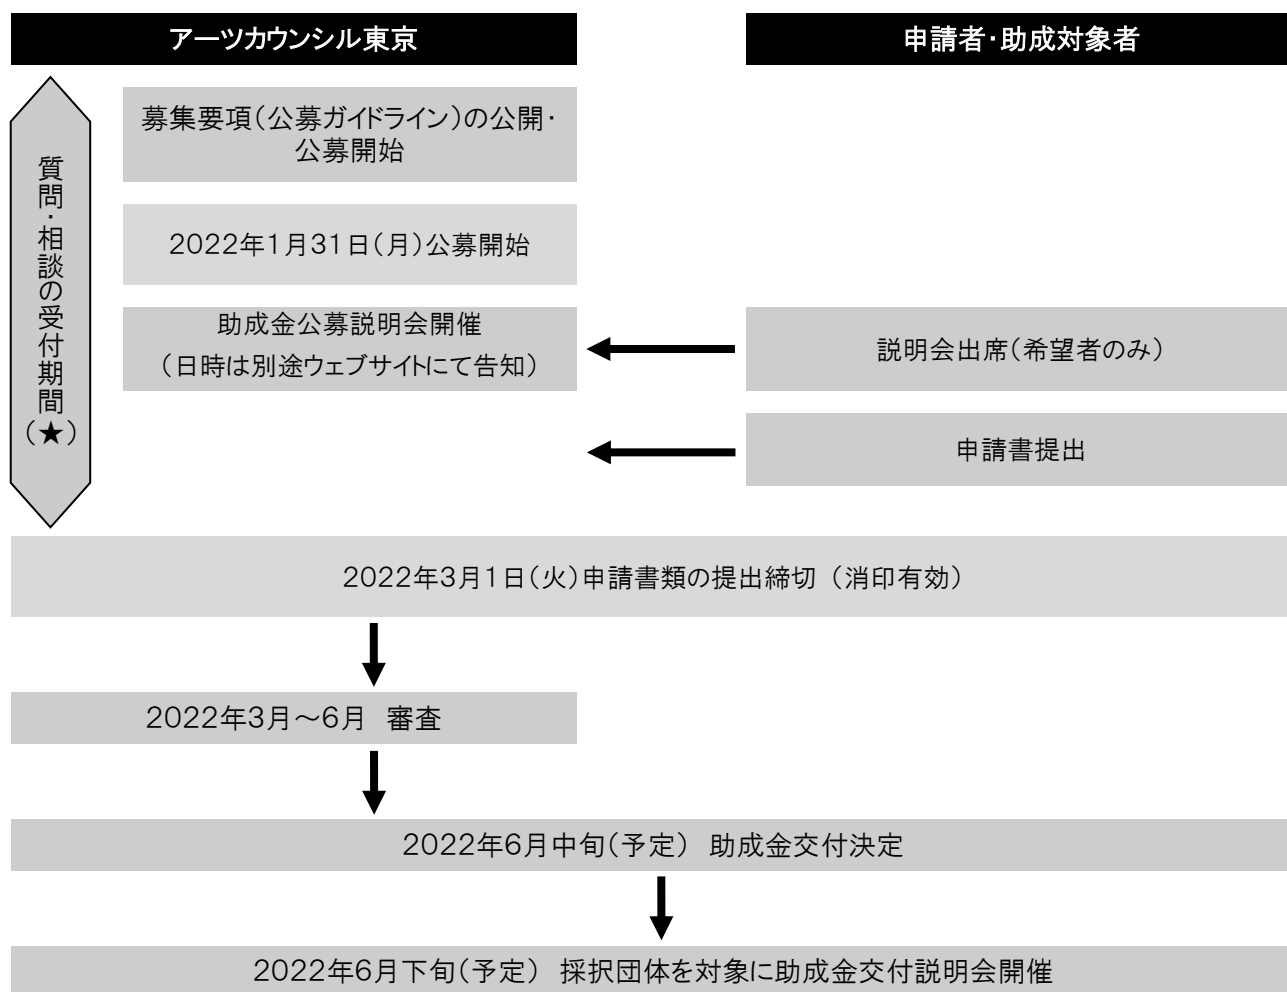 アーツカウンシル東京
申請者・助成対象者
質問・相談の受付期間(★)
募集要項(公募ガイドライン)の公開・
公募開始
2022年1月31日(月)公募開始
助成金公募説明会開催
(日時は別途ウェブサイトにて告知)
説明会出席(希望者のみ)
申請書提出
2022年3月1日(火)申請書類の提出締切 (消印有効)
2022年3月～6月 審査
2022年6月中旬(予定) 助成金交付決定
2022年6月下旬(予定) 採択団体を対象に助成金交付説明会開催